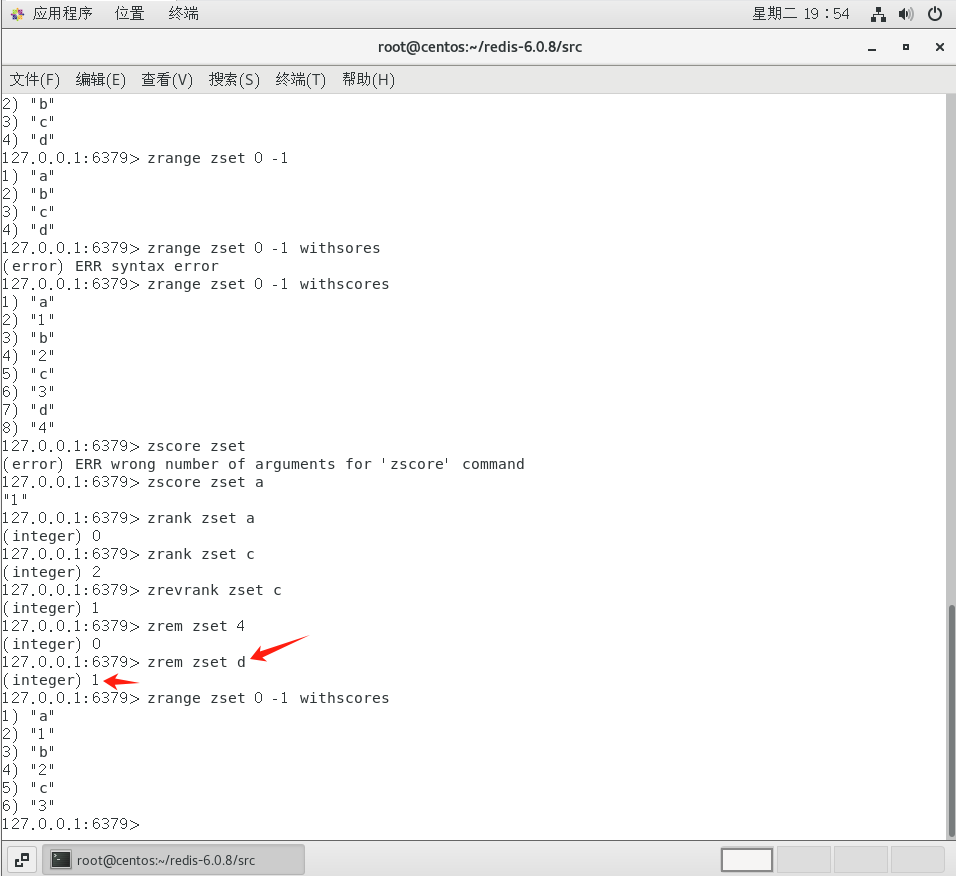 应用程序 位置 终端 星期二 19：54
root@centos:~/redis-6.0.8/src
文件(F) 编辑(E) 查看(V) 搜索(S) 终端(T) 帮助(H)
2) "b"
3) "c"
4) "d"
127.0.0.1:6379> zrange zset 0 -1
1) "a"
2) "b"
3) "c"
4) "d"
127.0.0.1:6379> zrange zset 0 -1 withsores
(error) ERR syntax error
127.0.0.1:6379> zrange zset 0 -1 withscores
1) "a"
2) "1"
3) "b"
4) "2"
5) "c"
6) "3"
7) "d"
8) "4"
127.0.0.1:6379> zscore zset
(error) ERR wrong number of arguments for 'zscore' command
127.0.0.1:6379> zscore zset a
"1"
127.0.0.1:6379> zrank zset a
(integer) 0
127.0.0.1:6379> zrank zset c
(integer) 2
127.0.0.1:6379> zrevrank zset c
(integer) 1
127.0.0.1:6379> zrem zset 4
(integer) 0
127.0.0.1:6379> zrem zset d
(integer) 1
127.0.0.1:6379> zrange zset 0 -1 withscores
1) "a"
2) "1"
3) "b"
4) "2"
5) "c"
6) "3"
127.0.0.1:6379>
root@centos:~/redis-6.0.8/src